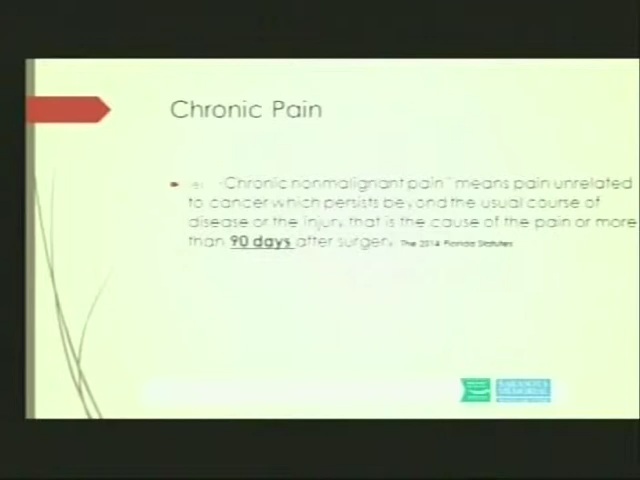 Chronic Pain
(e) "Chronic nonmalignant pain" means pain unrelated
to cancer which persists beyond the usual course of
disease or the injury that is the cause of the pain or more
than 90 days after surgery. The 2014 Florida Statutes
SARASOTA
MEMORIAL